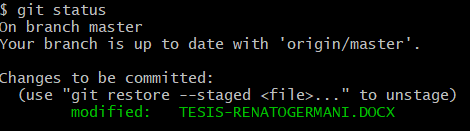 $ git status
On branch master
Your branch is up to date with 'origin/master'.

Changes to be committed:
  (use "git restore --staged <file>..." to unstage)
        modified:   TESIS-RENATOGERMANI.DOCX